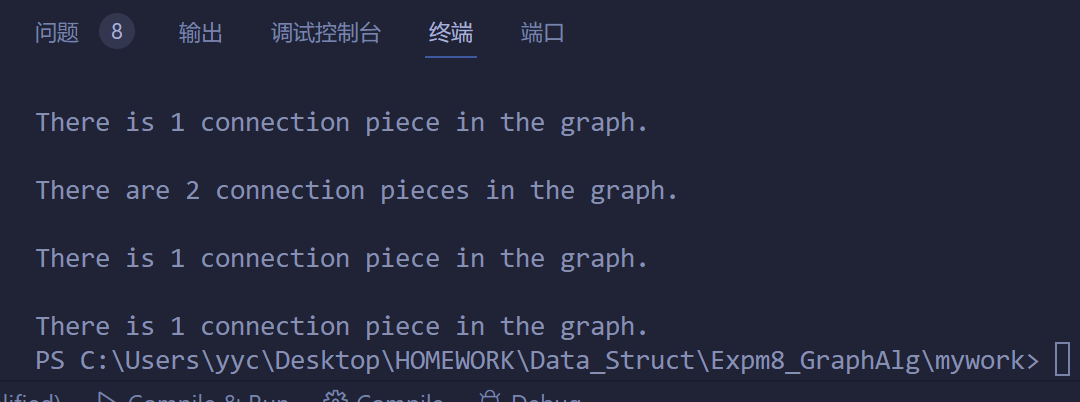 问题 8 输出 调试控制台 终端 端口
There is 1 connection piece in the graph.
There are 2 connection pieces in the graph.
There is 1 connection piece in the graph.
There is 1 connection piece in the graph.
PS C:\Users\yyc\Desktop\HOMEWORK\Data_Struct\Expm8_GraphAlg\mywork>
lified) Compile & Run Compile Debug